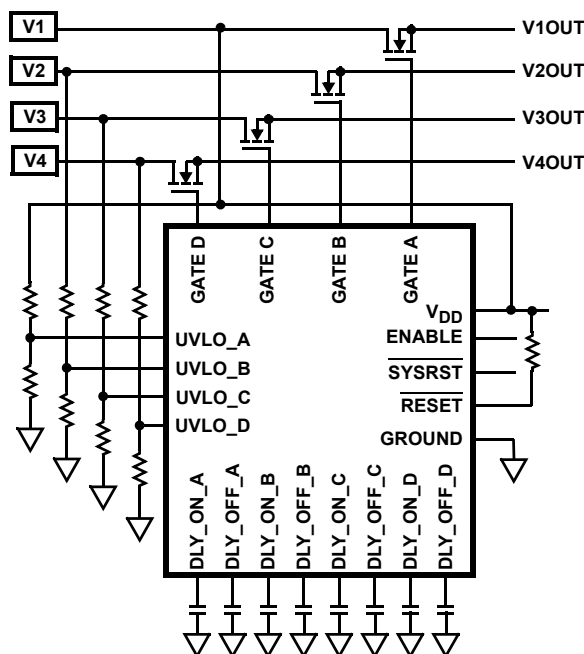 V1
V1OUT
V2
V2OUT
V3
V3OUT
V4
V4OUT
GATE D
GATE C
GATE B
GATE A
VDD
ENABLE
SYSRST
RESET
GROUND
UVLO_A
UVLO_B
UVLO_C
UVLO_D
DLY_ON_A
DLY_OFF_A
DLY_ON_B
DLY_OFF_B
DLY_ON_C
DLY_OFF_C
DLY_ON_D
DLY_OFF_D